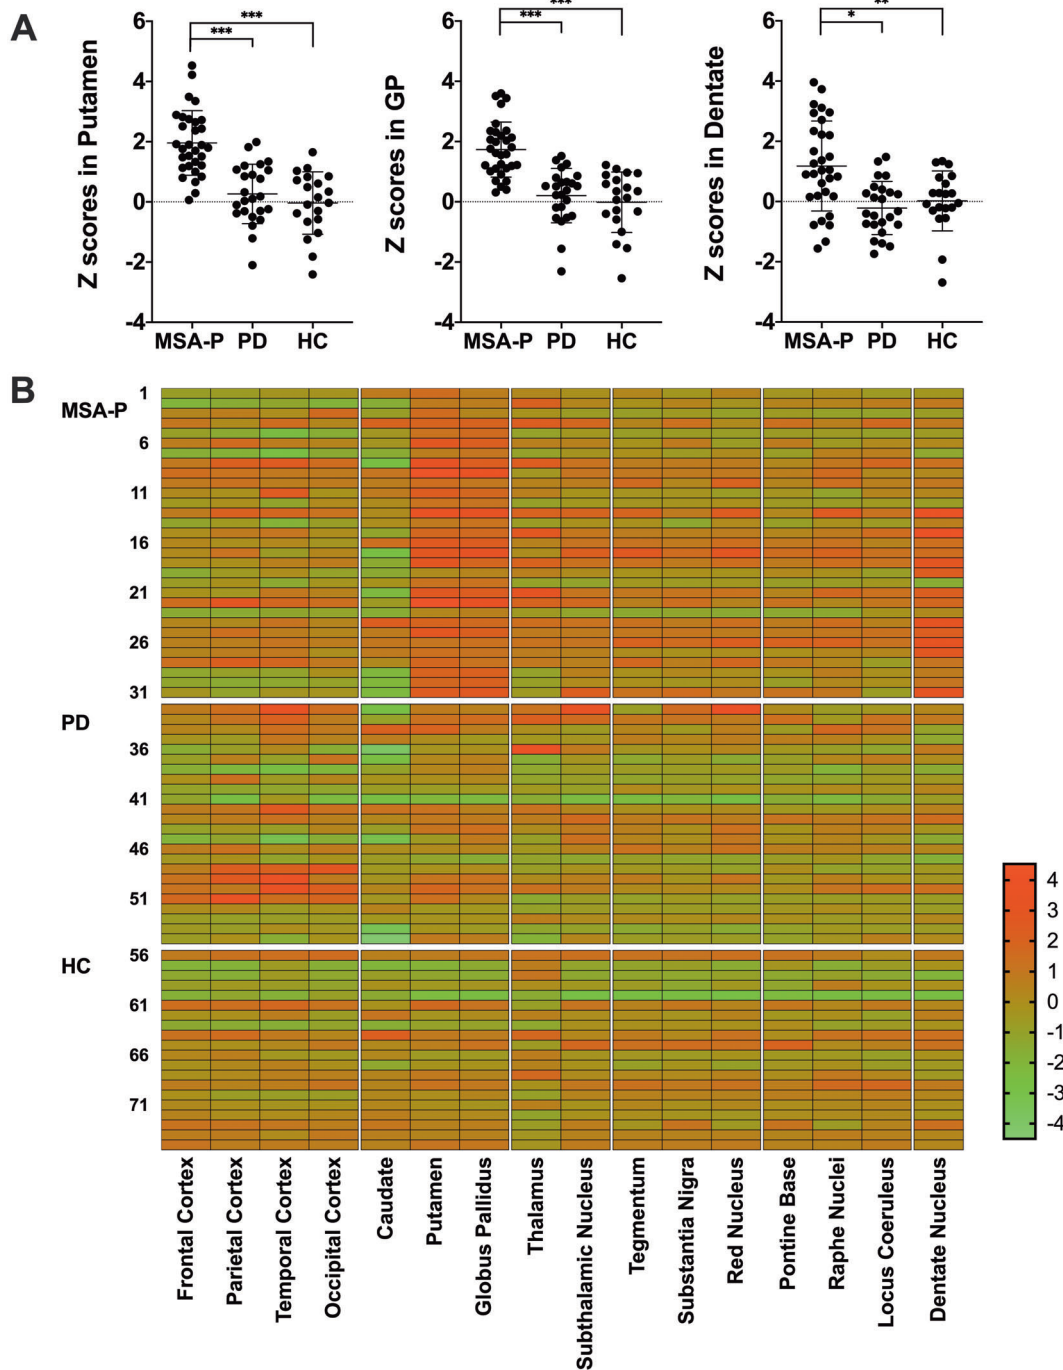 A
Z scores in Putamen
6
4
2
0
-2
-4
***
***
MSA-P PD HC
Z scores in GP
6
4
2
0
-2
-4
***
***
MSA-P PD HC
Z scores in Dentate
6
4
2
0
-2
-4
**
*
MSA-P PD HC
B
MSA-P
1
6
11
16
21
26
31
PD
36
41
46
51
HC
56
61
66
71
4
3
2
1
0
-1
-2
-3
-4
Frontal Cortex
Parietal Cortex
Temporal Cortex
Occipital Cortex
Caudate
Putamen
Globus Pallidus
Thalamus
Subthalamic Nucleus
Tegmentum
Substantia Nigra
Red Nucleus
Pontine Base
Raphe Nuclei
Locus Coeruleus
Dentate Nucleus